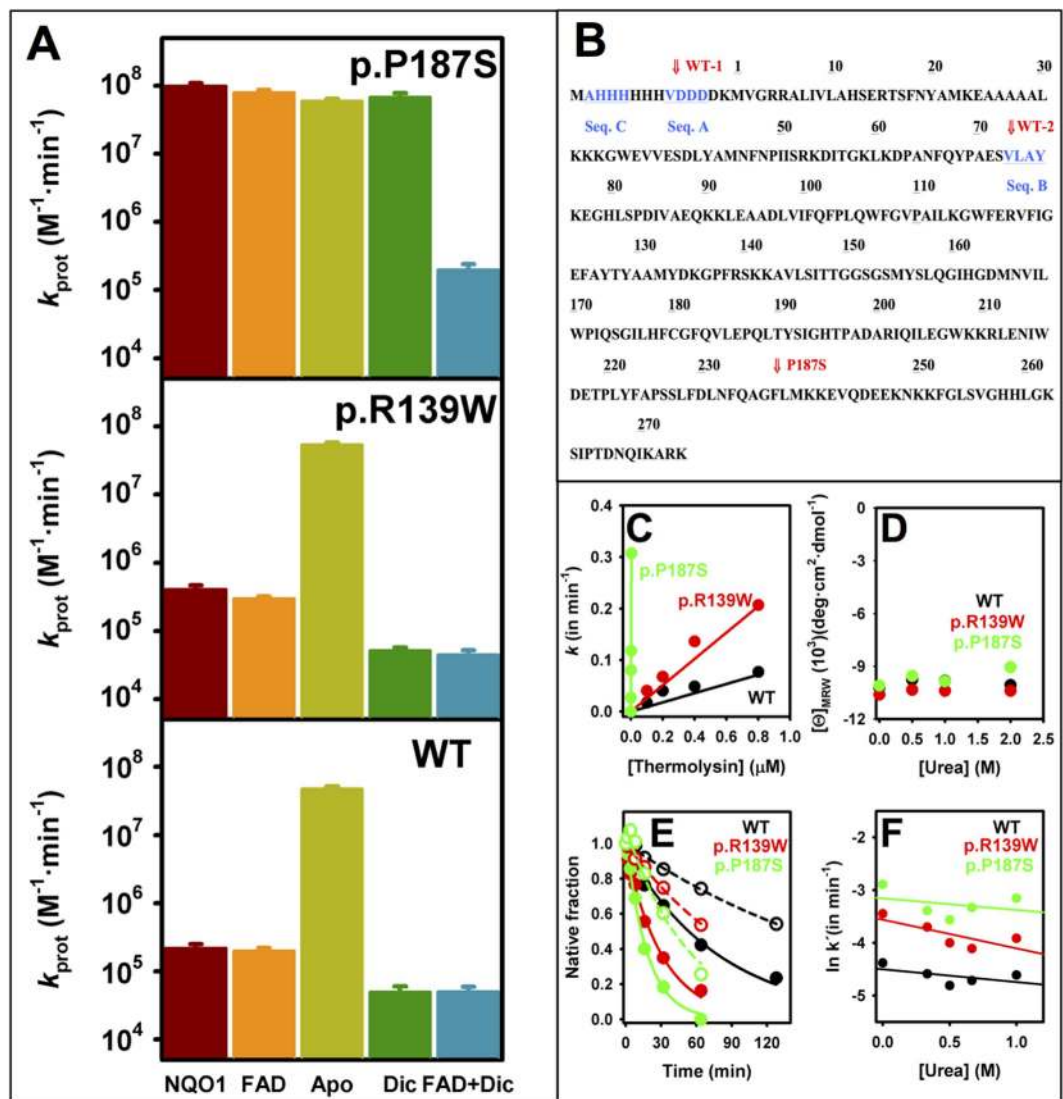 A
p.P187S
kprot (M⁻¹·min⁻¹)
10⁸
10⁷
10⁶
10⁵
10⁴
p.R139W
kprot (M⁻¹·min⁻¹)
10⁸
10⁷
10⁶
10⁵
10⁴
WT
kprot (M⁻¹·min⁻¹)
10⁸
10⁷
10⁶
10⁵
10⁴
NQO1 FAD Apo Dic FAD+Dic
B
⇓ WT-1 1 10 20 30
MAHHHHHHVDDDDKMVGRRALIVLAHSERTSFNYAMKEAAAAAL
Seq. C Seq. A 50 60 70 ⇓ WT-2
KKKGWEVVESDLYAMNFNPIISRKDITGKLKDPANFQYPAESVLAY
80 90 100 110 Seq. B
KEGHLSPDIVAEQKKLEAADLVIFQFPLQWFGVPAILKGWFERVFIG
130 140 150 160
EFAYTYAAMYDKGPFRSKKAVLSITTGGSGSMYSLQGIHGDMNVIL
170 180 190 200 210
WPIQSGILHFCGFQVLEPQLTYSIGHTPADARIQILEGWKKRLENIW
220 230 ⇓ P187S 250 261
DETPLYFAPSSLFDLNFQAGFLMKKEVQDEEKNKKFGLSVGHHLGK
270
SIPTDNQIKARK
C
k (in min⁻¹)
0.4
0.3
0.2
0.1
0.0
p.P187S
p.R139W
WT
0.0 0.2 0.4 0.6 0.8 1.0
[Thermolysin] (μM)
D
[Θ]MRW (10³)(deg·cm²·dmol⁻¹)
0
-3
-6
-9
-12
WT
p.R139W
p.P187S
0.0 0.5 1.0 1.5 2.0 2.5
[Urea] (M)
E
Native fraction
1.0
0.8
0.6
0.4
0.2
0.0
WT
p.R139W
p.P187S
0 30 60 90 120
Time (min)
F
ln k´(in min⁻¹)
-2
-3
-4
-5
WT
p.R139W
p.P187S
0.0 0.4 0.8 1.2
[Urea] (M)